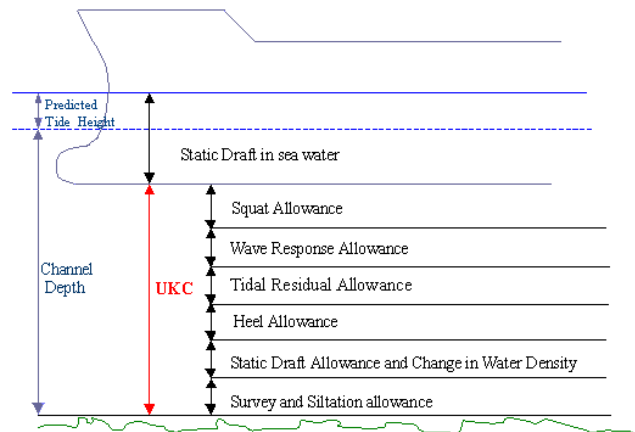 Predicted
Tide Height
Static Draft in sea water
Squat Allowance
Wave Response Allowance
Channel
Depth
UKC
Tidal Residual Allowance
Heel Allowance
Static Draft Allowance and Change in Water Density
Survey and Siltation allowance